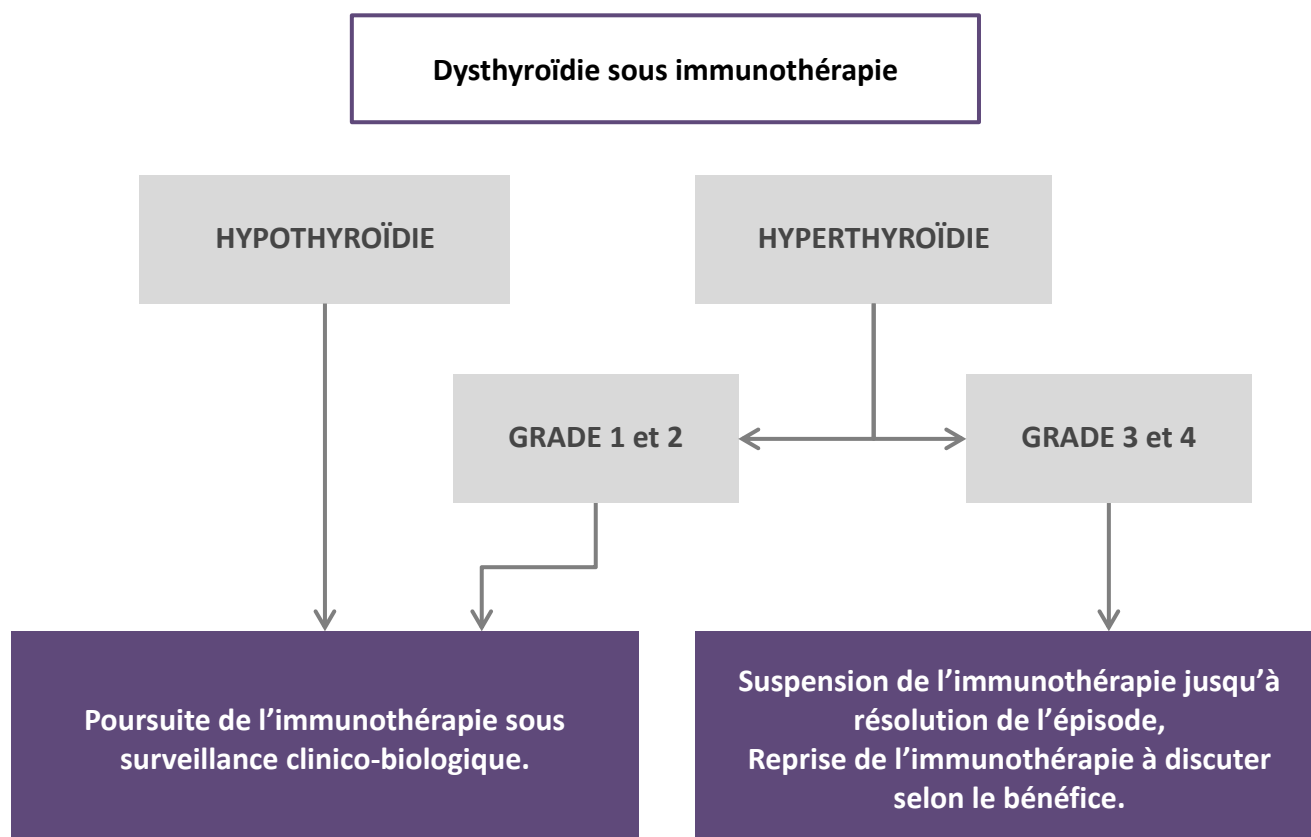 Dysthyroïdie sous immunothérapie
HYPOTHYROÏDIE
HYPERTHYROÏDIE
GRADE 1 et 2
GRADE 3 et 4
Poursuite de l’immunothérapie sous
surveillance clinico-biologique.
Suspension de l’immunothérapie jusqu’à
résolution de l’épisode,
Reprise de l’immunothérapie à discuter
selon le bénéfice.